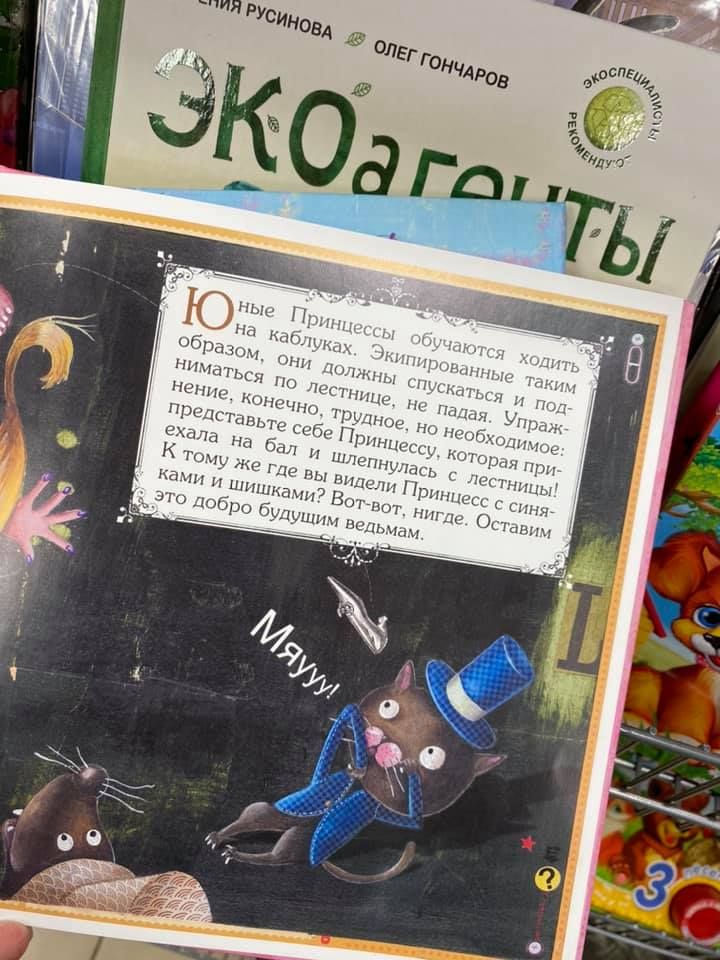 РУСИНОВА
ОЛЕГ ГОНЧАРОВ
ЭКОСПЕЦИАЛИСТЫ
РЕКОМЕНДУЮТ
ЭКОагенты
Юные Принцессы обучаются ходить
на каблуках. Экипированные таким
образом, они должны спускаться и под-
ниматься по лестнице, не падая. Упраж-
нение, конечно, трудное, но необходимое:
представьте себе Принцессу, которая при-
ехала на бал и шлепнулась с лестницы!
К тому же где вы видели Принцесс с синя-
ками и шишками? Вот-вот, нигде. Оставим
это добро будущим ведьмам.
Мяууу!
?
3